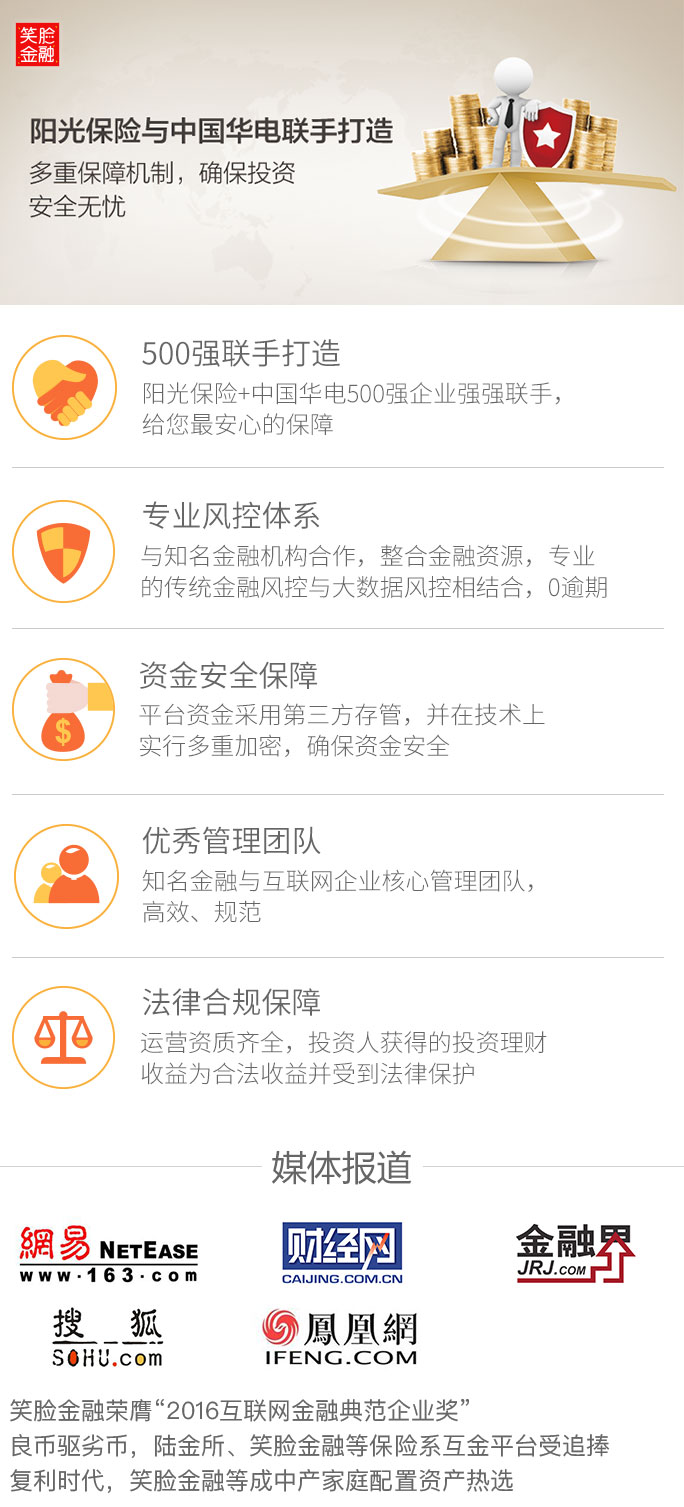 笑脸
金融
阳光保险与中国华电联手打造
多重保障机制，确保投资
安全无忧
500强联手打造
阳光保险+中国华电500强企业强强联手，
给您最安心的保障
专业风控体系
与知名金融机构合作，整合金融资源，专业
的传统金融风控与大数据风控相结合，0逾期
资金安全保障
平台资金采用第三方存管，并在技术上
实行多重加密，确保资金安全
$
优秀管理团队
知名金融与互联网企业核心管理团队，
高效、规范
法律合规保障
运营资质齐全，投资人获得的投资理财
收益为合法收益并受到法律保护
媒体报道
網易 NETEASE
www·163·com
财经网
CAIJING.COM.CN
金融界
JRJ.COM
搜狐
SOHU.com
鳳凰網
IFENG.COM
笑脸金融荣膺“2016互联网金融典范企业奖”
良币驱劣币，陆金所、笑脸金融等保险系互金平台受追捧
复利时代，笑脸金融等成中产家庭配置资产热选